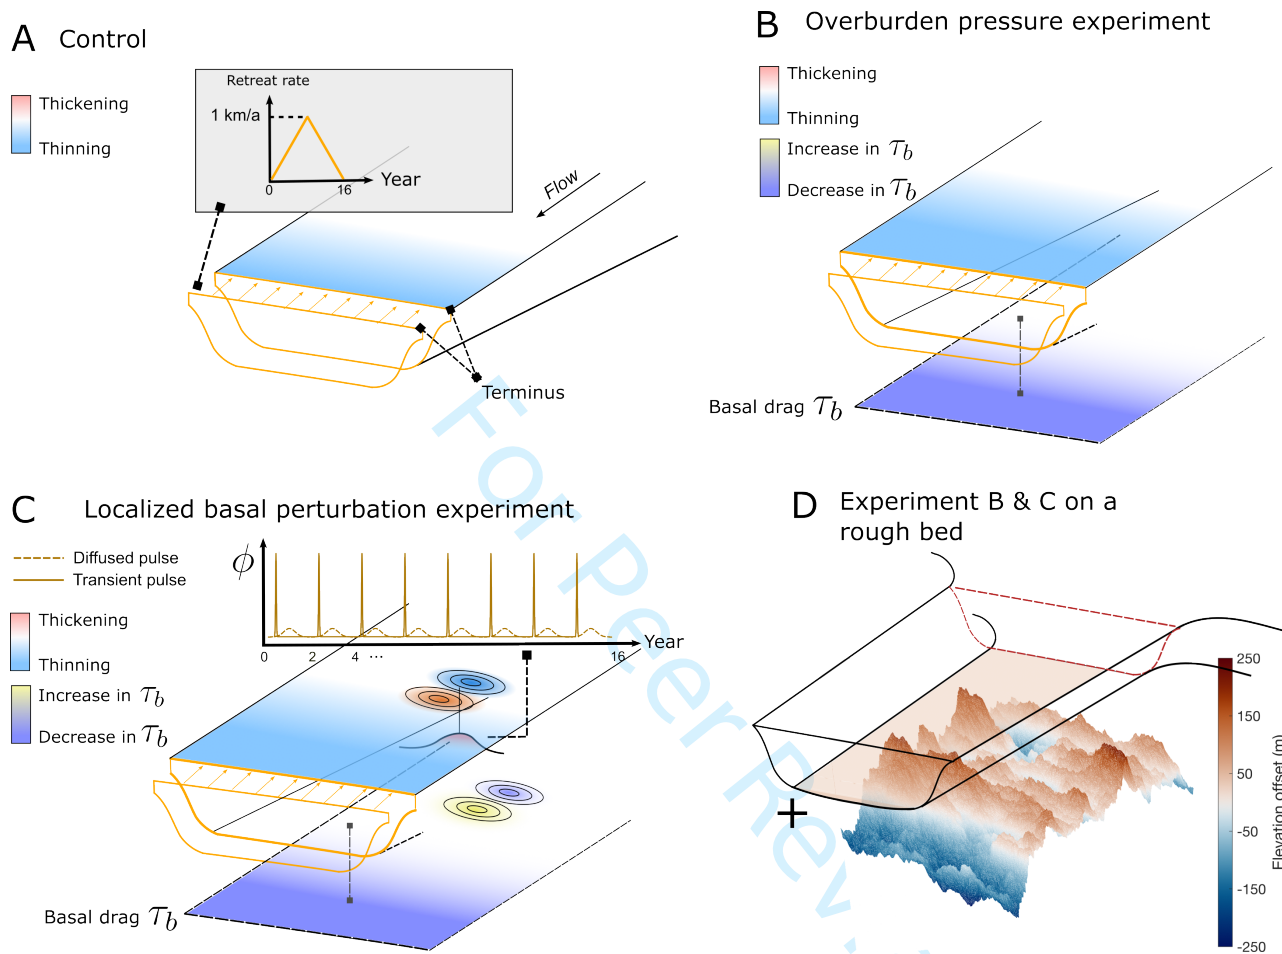 A Control
Thickening
Thinning
Retreat rate
1 km/a
Year
0 16
Flow
Terminus
B Overburden pressure experiment
Thickening
Thinning
Increase in τb
Decrease in τb
Basal drag τb
C Localized basal perturbation experiment
Diffused pulse
Transient pulse
ϕ
Year
0 2 4 ... 16
Thickening
Thinning
Increase in τb
Decrease in τb
Basal drag τb
D Experiment B & C on a
rough bed
+
250
150
50
-50
-150
-250
Elevation offset (m)
For Peer Rev